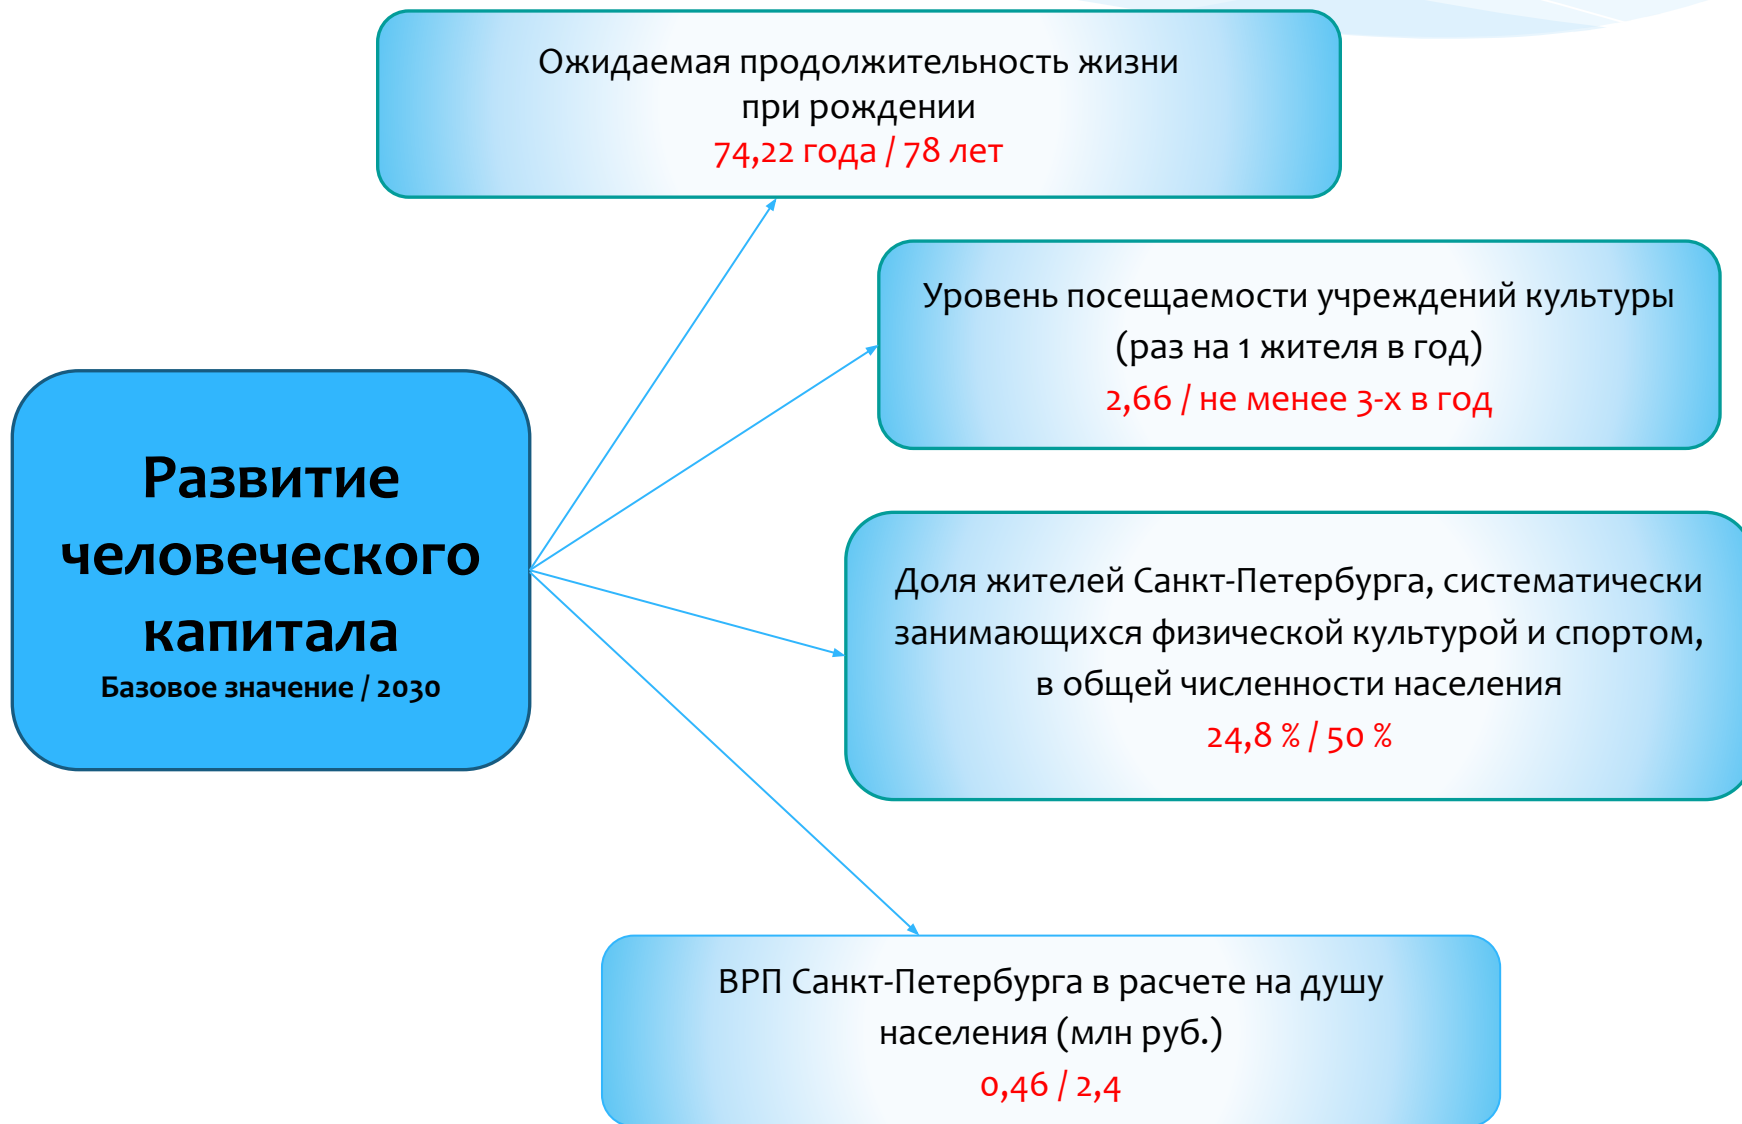 Ожидаемая продолжительность жизни
при рождении
74,22 года / 78 лет
Уровень посещаемости учреждений культуры
(раз на 1 жителя в год)
2,66 / не менее 3-х в год
Развитие
человеческого
капитала
Базовое значение / 2030
Доля жителей Санкт-Петербурга, систематически
занимающихся физической культурой и спортом,
в общей численности населения
24,8 % / 50 %
ВРП Санкт-Петербурга в расчете на душу
населения (млн руб.)
0,46 / 2,4